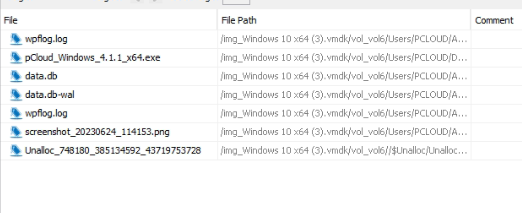 File File Path Comment
wpflog.log /img_Windows 10 x64 (3).vmdk/vol_vol6/Users/PCLOUD/A...
pCloud_Windows_4.1.1_x64.exe /img_Windows 10 x64 (3).vmdk/vol_vol6/Users/PCLOUD/D...
data.db /img_Windows 10 x64 (3).vmdk/vol_vol6/Users/PCLOUD/A...
data.db-wal /img_Windows 10 x64 (3).vmdk/vol_vol6/Users/PCLOUD/A...
wpflog.log /img_Windows 10 x64 (3).vmdk/vol_vol6/Users/PCLOUD/A...
screenshot_20230624_114153.png /img_Windows 10 x64 (3).vmdk/vol_vol6/Users/PCLOUD/A...
Unalloc_748180_385134592_43719753728 /img_Windows 10 x64 (3).vmdk/vol_vol6//$Unalloc/Unalloc...